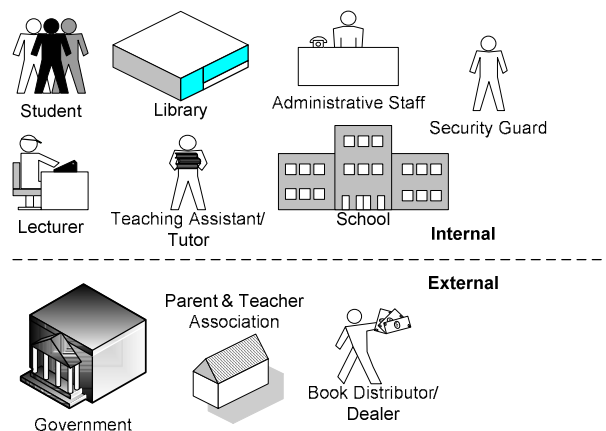 Student
Library
Administrative Staff
Security Guard
Lecturer
Teaching Assistant/
Tutor
School
Internal
External
Parent & Teacher
Association
Book Distributor/
Dealer
Government